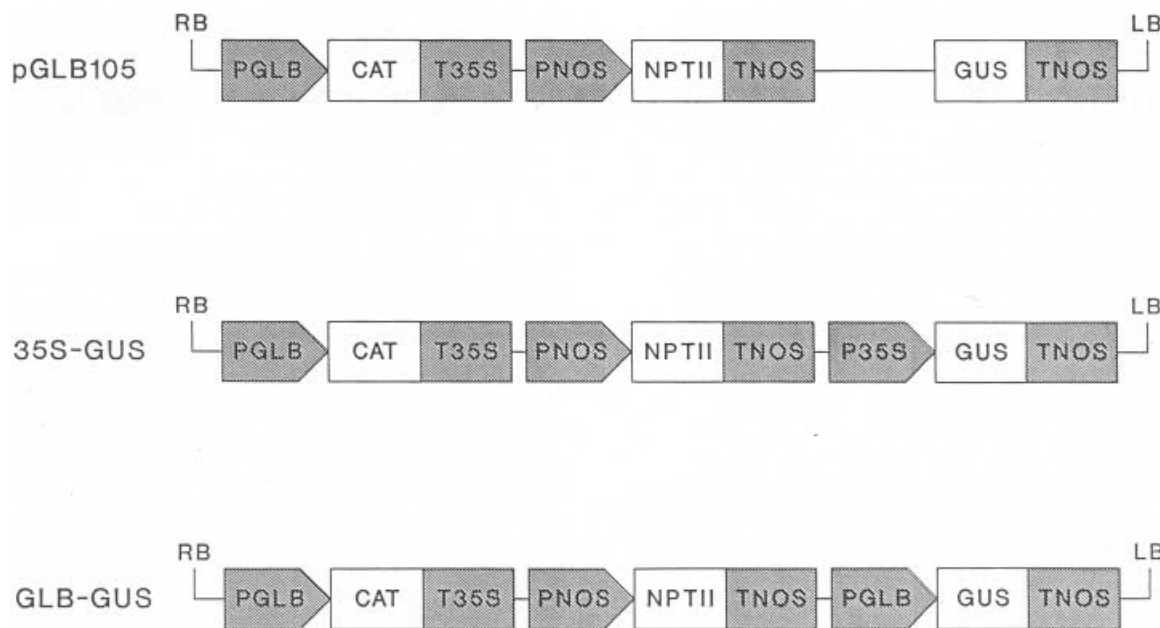 RB LB
pGLB105 PGLB CAT T35S PNOS NPTII TNOS GUS TNOS
RB LB
35S-GUS PGLB CAT T35S PNOS NPTII TNOS P35S GUS TNOS
RB LB
GLB-GUS PGLB CAT T35S PNOS NPTII TNOS PGLB GUS TNOS